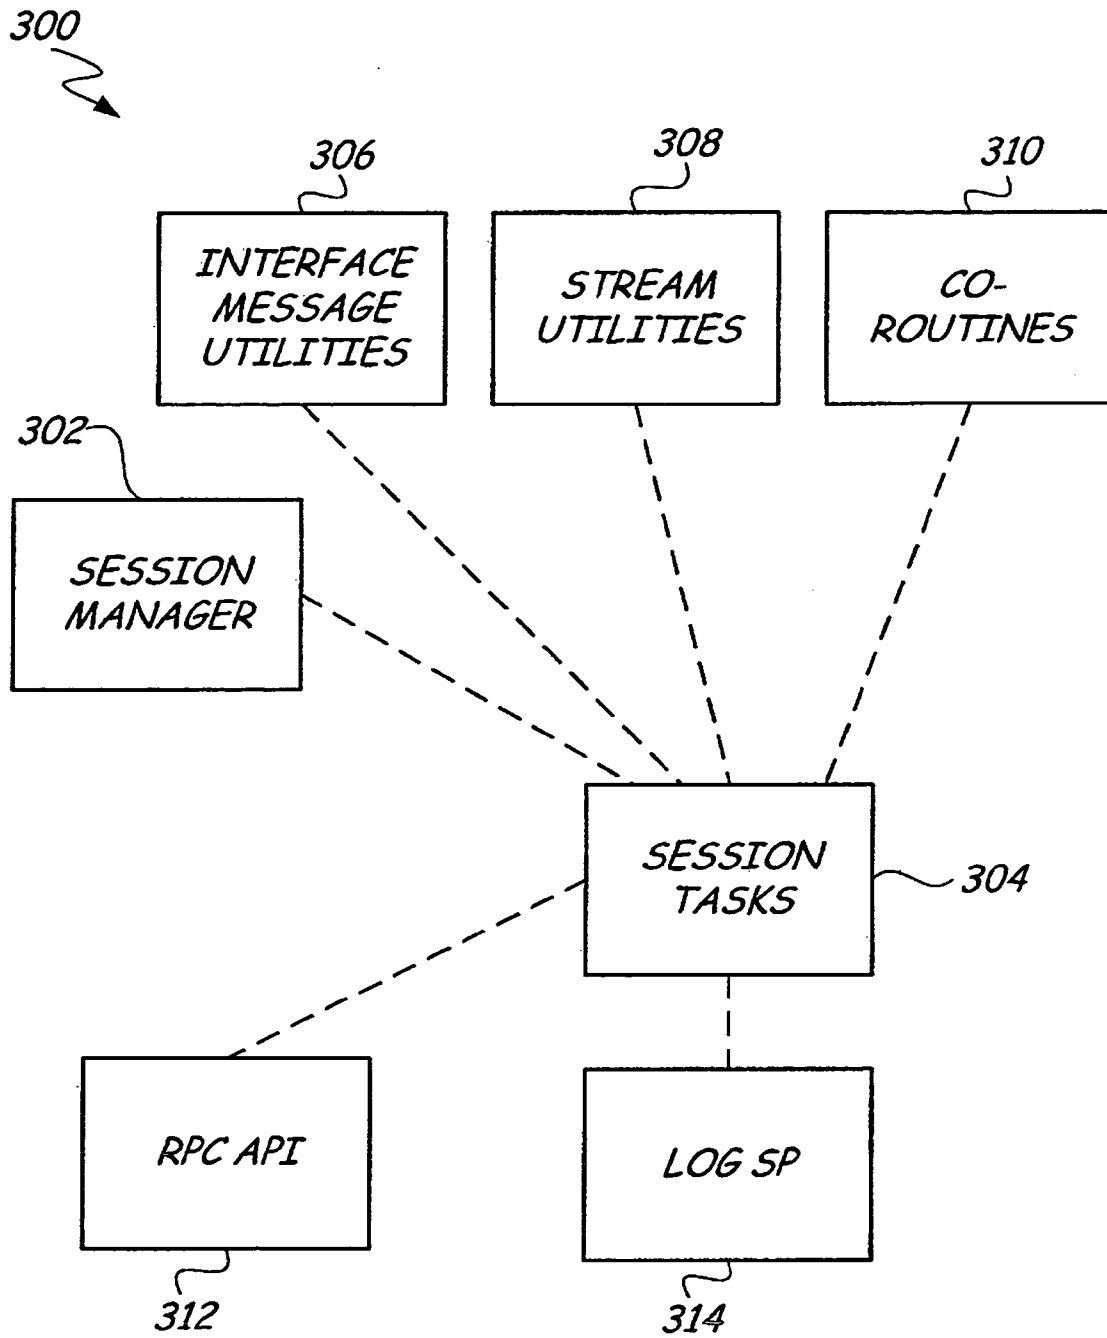 300
306
308
310
INTERFACE
MESSAGE
UTILITIES
STREAM
UTILITIES
CO-
ROUTINES
302
SESSION
MANAGER
SESSION
TASKS
304
RPC API
LOG SP
312
314